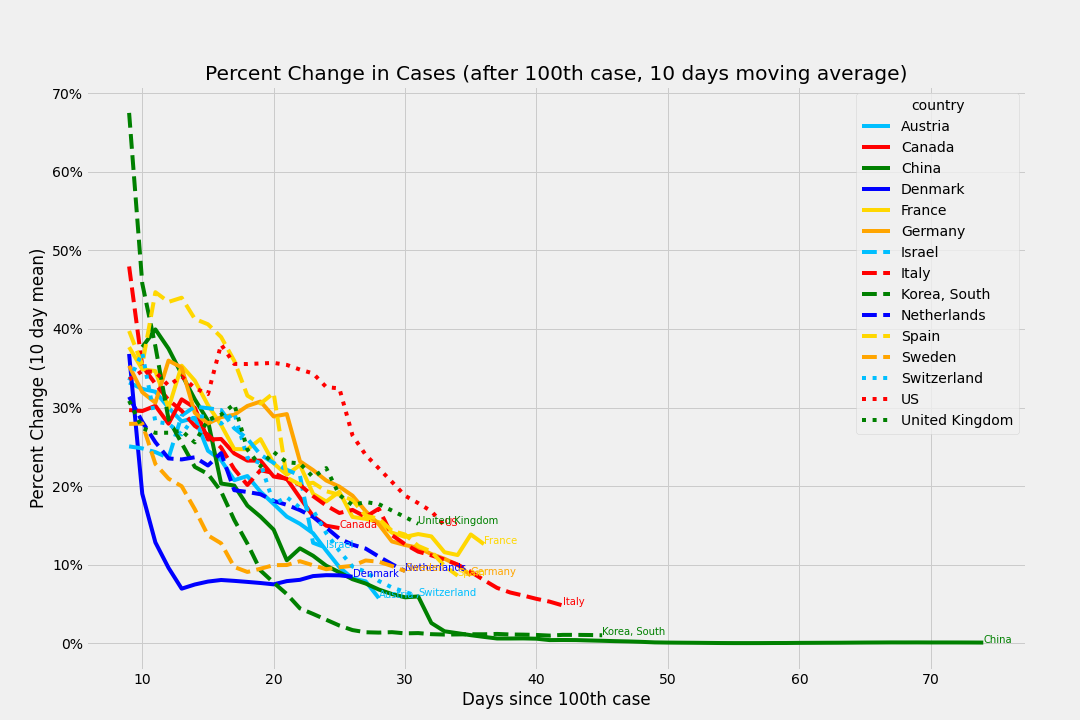 Percent Change in Cases (after 100th case, 10 days moving average)
Percent Change (10 day mean)
70%
60%
50%
40%
30%
20%
10%
0%
country
Austria
Canada
China
Denmark
France
Germany
Israel
Italy
Korea, South
Netherlands
Spain
Sweden
Switzerland
US
United Kingdom
United Kingdom
US
Canada
France
Israel
Denmark
Netherlands
Germany
Switzerland
Italy
Korea, South
China
10
20
30
40
50
60
70
Days since 100th case